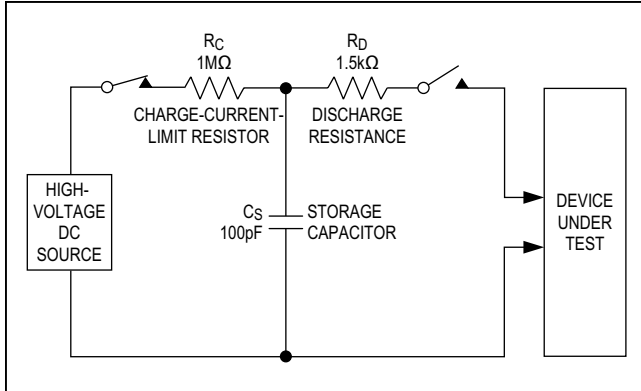 RC
1MΩ
CHARGE-CURRENT-
LIMIT RESISTOR
RD
1.5kΩ
DISCHARGE
RESISTANCE
HIGH-
VOLTAGE
DC
SOURCE
CS
100pF
STORAGE
CAPACITOR
DEVICE
UNDER
TEST